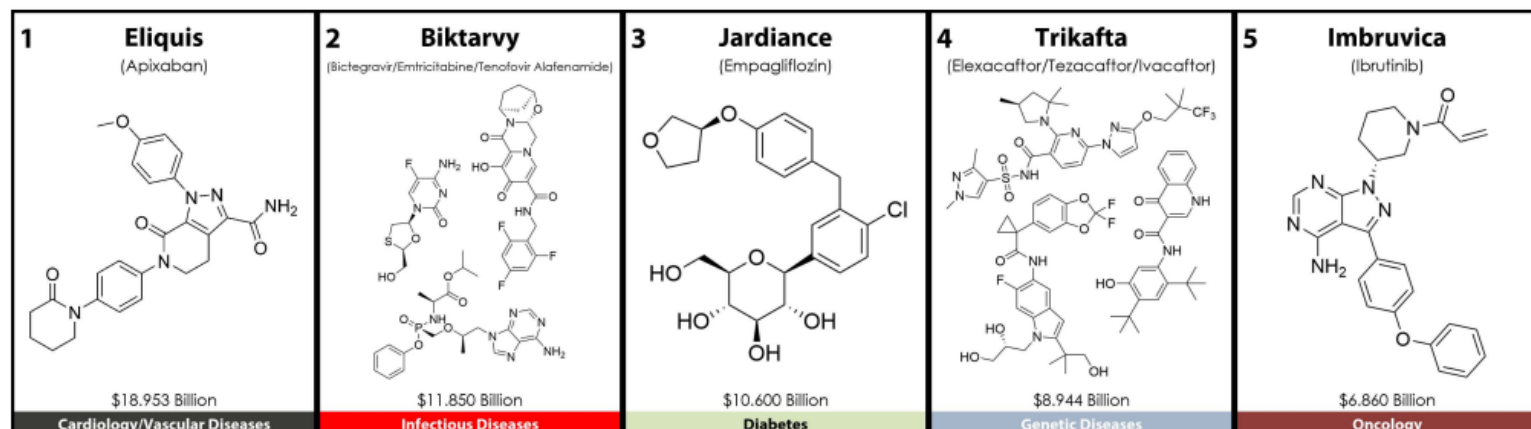 1
Eliquis
(Apixaban)
O
N
N
O
N
NH2
O
O
N
$18.953 Billion
Cardiology/Vascular Diseases
2
Biktarvy
(Bictegravir/Emtricitabine/Tenofovir Alafenamide)
O
O
N
N
HO
O
O
NH
F
F
F
F
NH2
N
N
O
S
O
HO
O
O
NH
O
P
O
O
N
N
N
N
NH2
$11.850 Billion
Infectious Diseases
3
Jardiance
(Empagliflozin)
O
O
Cl
HO
O
HO
OH
OH
$10.600 Billion
Diabetes
4
Trikafta
(Elexacaftor/Tezacaftor/Ivacaftor)
N
N
N
N
O
CF3
O
O
S
O
NH
N
N
O
O
F
F
O
NH
F
N
HO
HO
OH
O
NH
O
NH
HO
$8.944 Billion
Genetic Diseases
5
Imbruvica
(Ibrutinib)
O
N
N
N
N
N
NH2
O
$6.860 Billion
Oncology